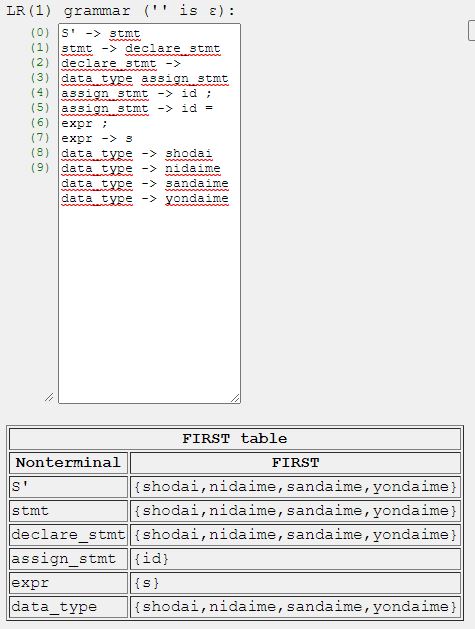 LR(1) grammar ('' is ε):
(0) S' -> stmt
(1) stmt -> declare_stmt
(2) declare_stmt ->
(3) data_type assign_stmt
(4) assign_stmt -> id ;
(5) assign_stmt -> id =
(6) expr ;
(7) expr -> s
(8) data_type -> shodai
(9) data_type -> nidaime
data_type -> sandaime
data_type -> yondaime
FIRST table
Nonterminal FIRST
S' {shodai,nidaime,sandaime,yondaime}
stmt {shodai,nidaime,sandaime,yondaime}
declare_stmt {shodai,nidaime,sandaime,yondaime}
assign_stmt {id}
expr {s}
data_type {shodai,nidaime,sandaime,yondaime}